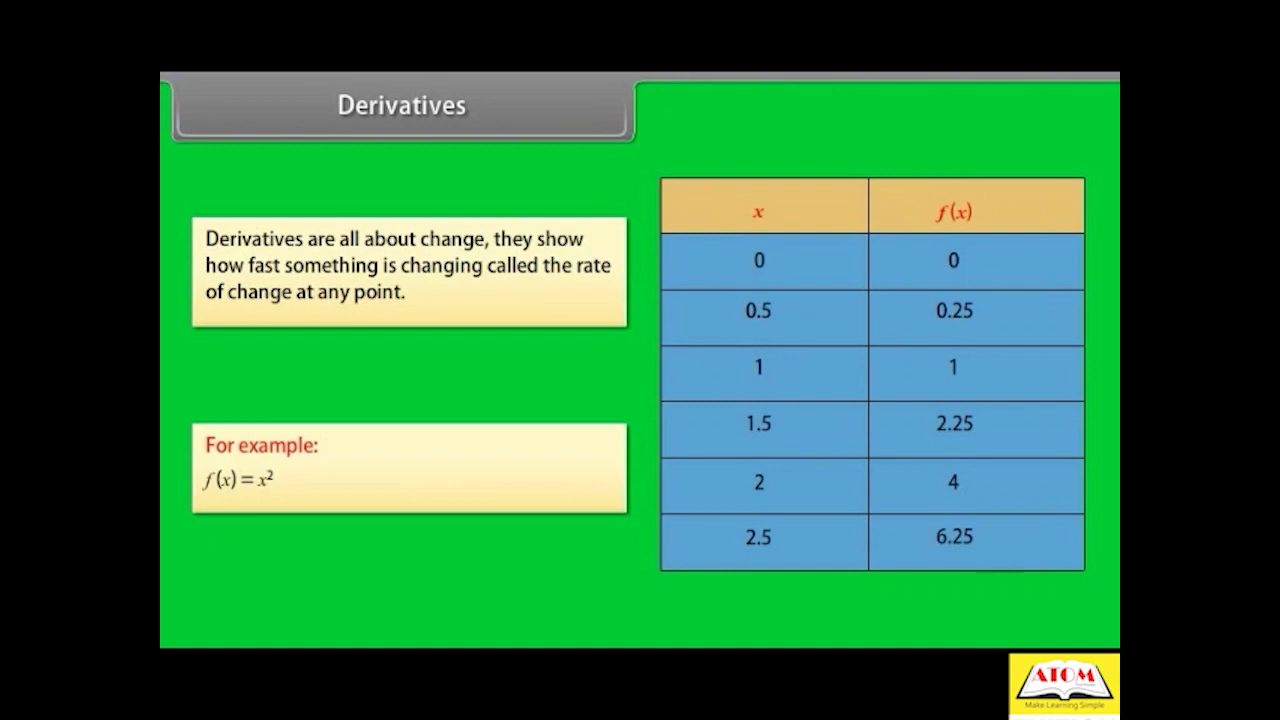 Derivatives
Derivatives are all about change, they show
how fast something is changing called the rate
of change at any point.
For example:
f(x) = x²
x f(x)
0 0
0.5 0.25
1 1
1.5 2.25
2 4
2.5 6.25
ATOM
Make Learning Simple